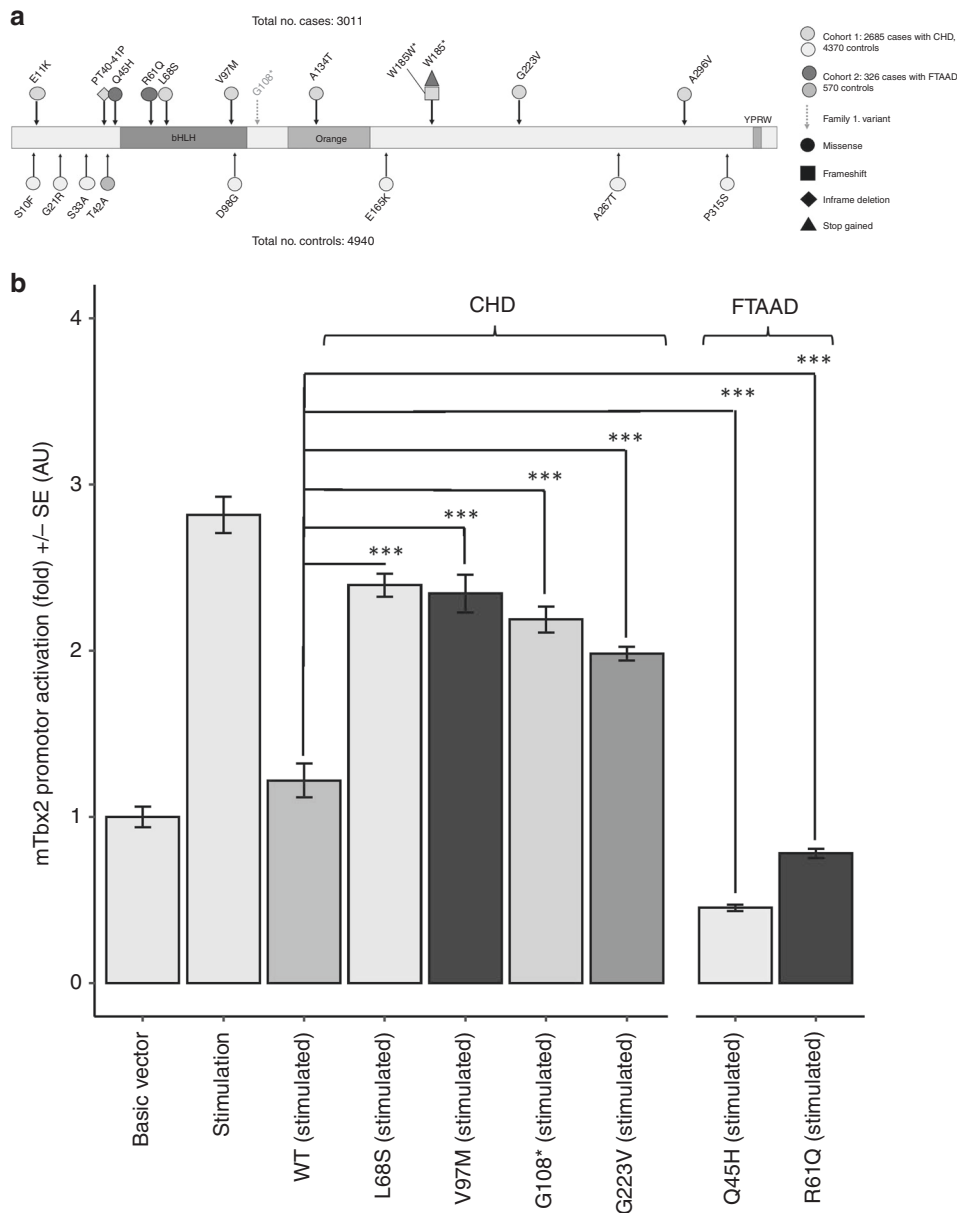 a
Total no. cases: 3011
E11K
PT40-41P
Q45H
R61Q
L68S
V97M
G108*
A134T
W185W*
W185*
G223V
A296V
bHLH
Orange
YPRW
S10F
G21R
S33A
T42A
D98G
E165K
A267T
P315S
Total no. controls: 4940
Cohort 1: 2685 cases with CHD,
4370 controls
Cohort 2: 326 cases with FTAAD
570 controls
Family 1. variant
Missense
Frameshift
Inframe deletion
Stop gained
b
CHD
FTAAD
***
***
***
***
***
***
mTbx2 promotor activation (fold) +/– SE (AU)
4
3
2
1
0
Basic vector
Stimulation
WT (stimulated)
L68S (stimulated)
V97M (stimulated)
G108* (stimulated)
G223V (stimulated)
Q45H (stimulated)
R61Q (stimulated)